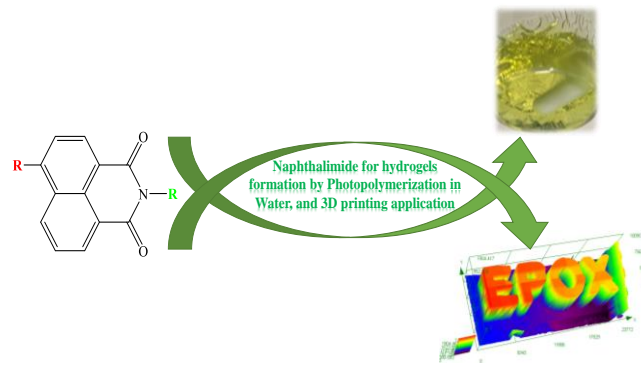 O
R
N
R
O
Naphthalimide for hydrogels
formation by Photopolymerization in
Water, and 3D printing application
EPOX